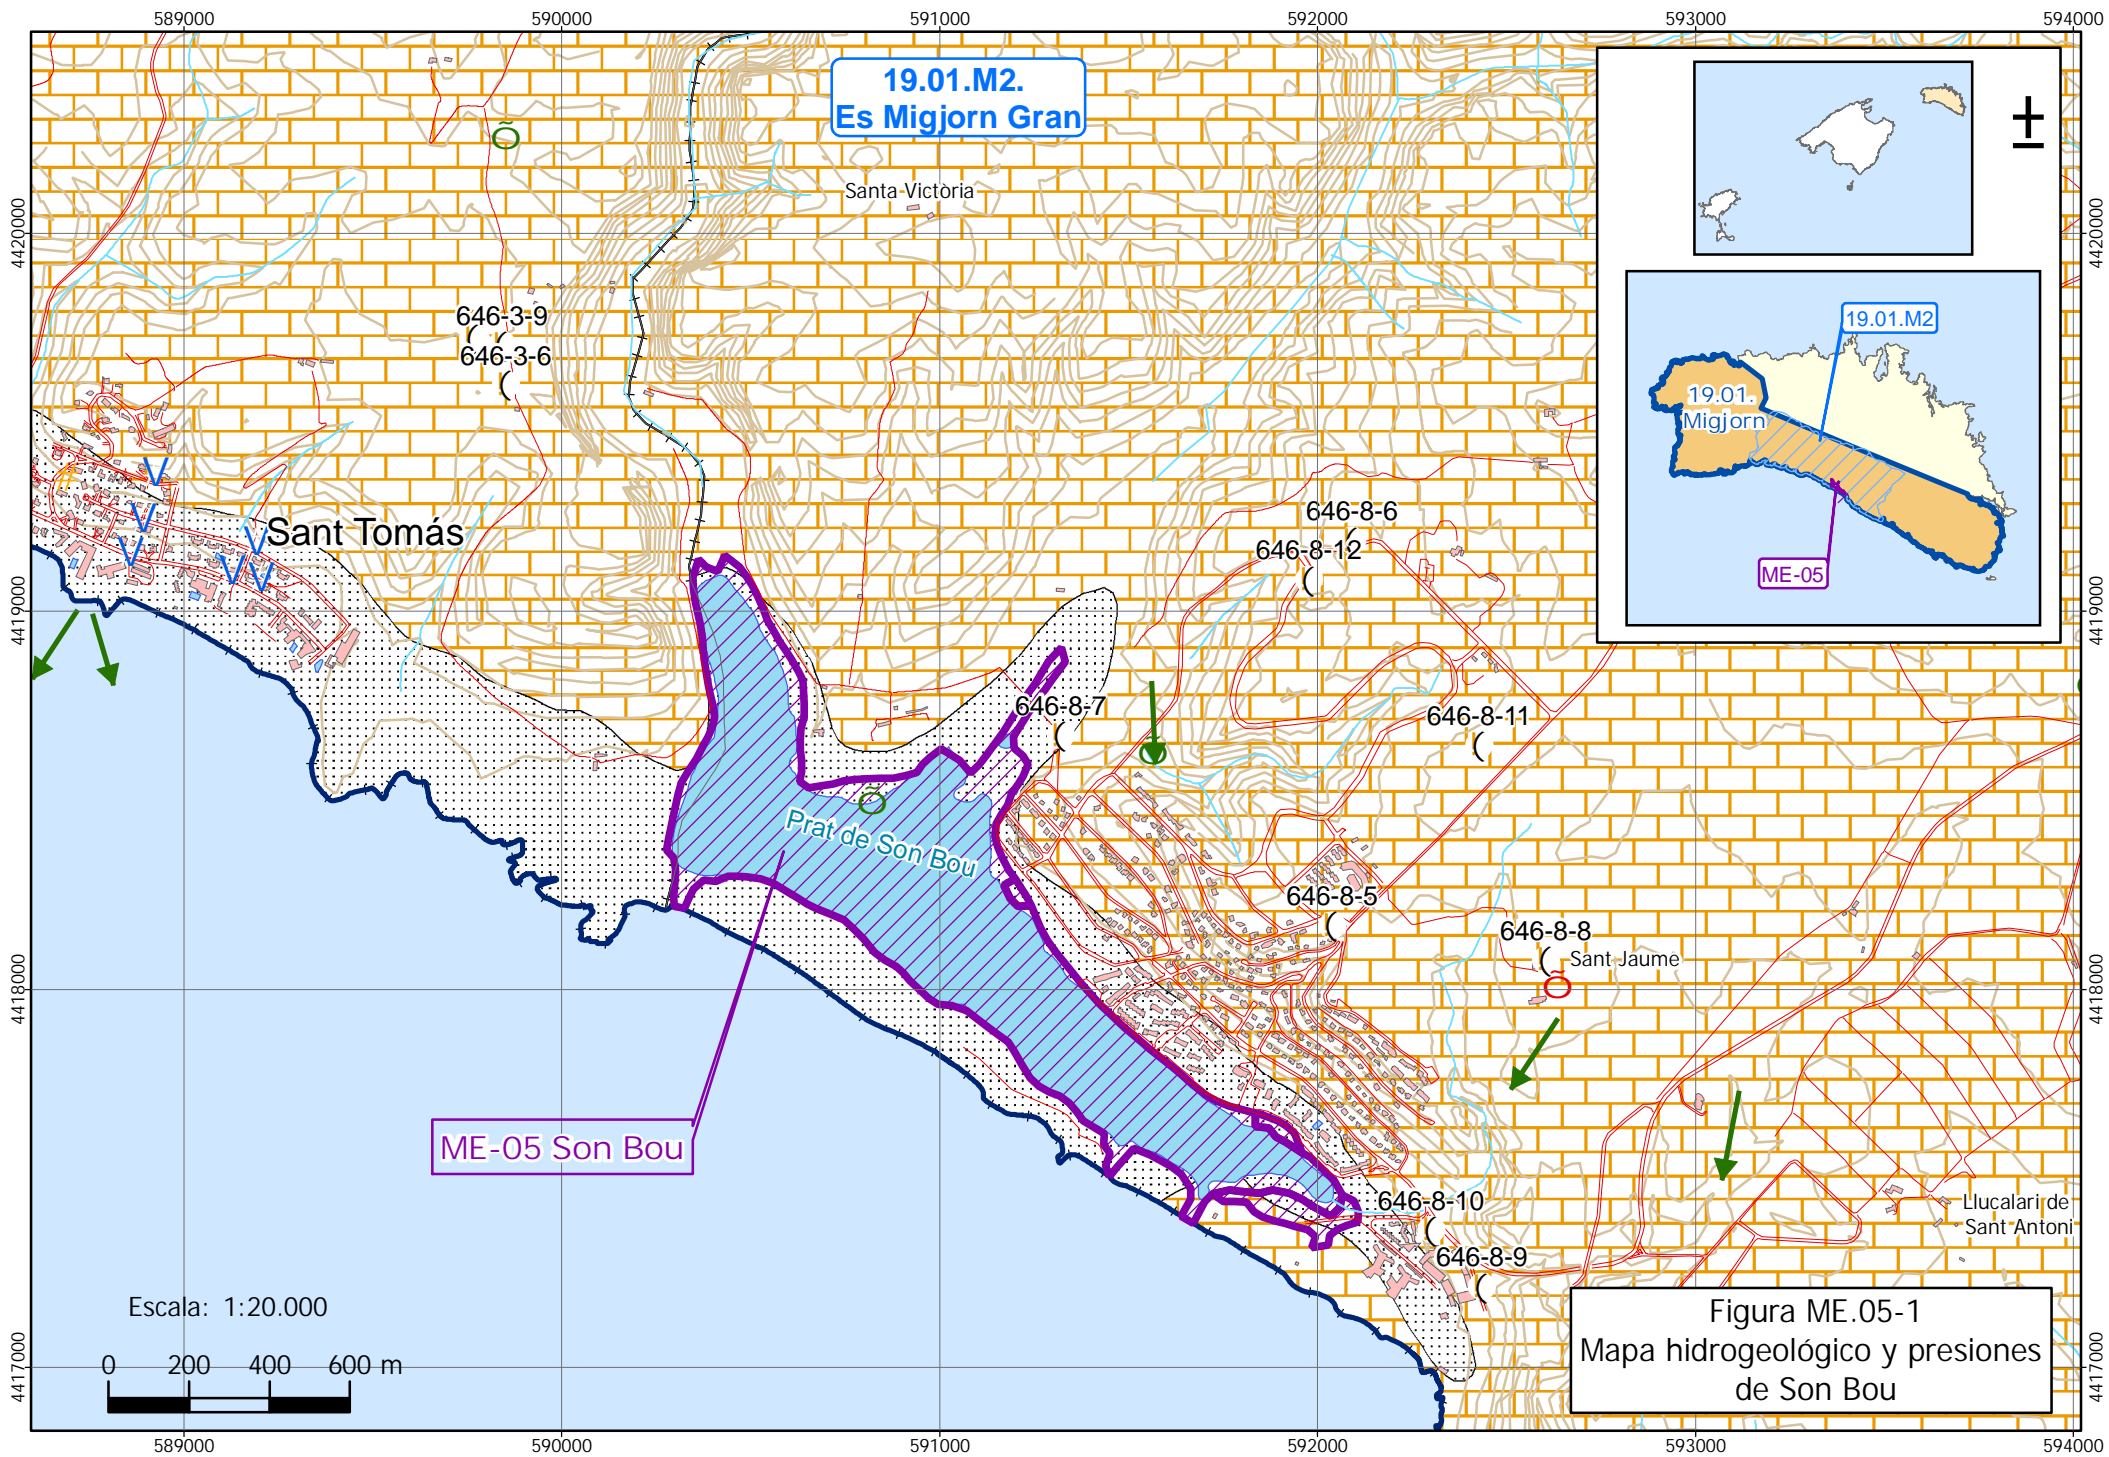 589000
590000
591000
592000
593000
594000
19.01.M2.
Es Migjorn Gran
Santa Victòria
4420000
4420000
646-3-9
646-3-6
19.01.M2
19.01.
Migjorn
ME-05
Sant Tomás
646-8-6
646-8-12
4419000
4419000
646-8-7
646-8-11
Prat de Son Bou
646-8-5
646-8-8
Sant Jaume
4418000
4418000
ME-05 Son Bou
646-8-10
646-8-9
Llucalari de
Sant Antoni
Escala: 1:20.000
0 200 400 600 m
Figura ME.05-1
Mapa hidrogeológico y presiones
de Son Bou
4417000
4417000
589000
590000
591000
592000
593000
594000